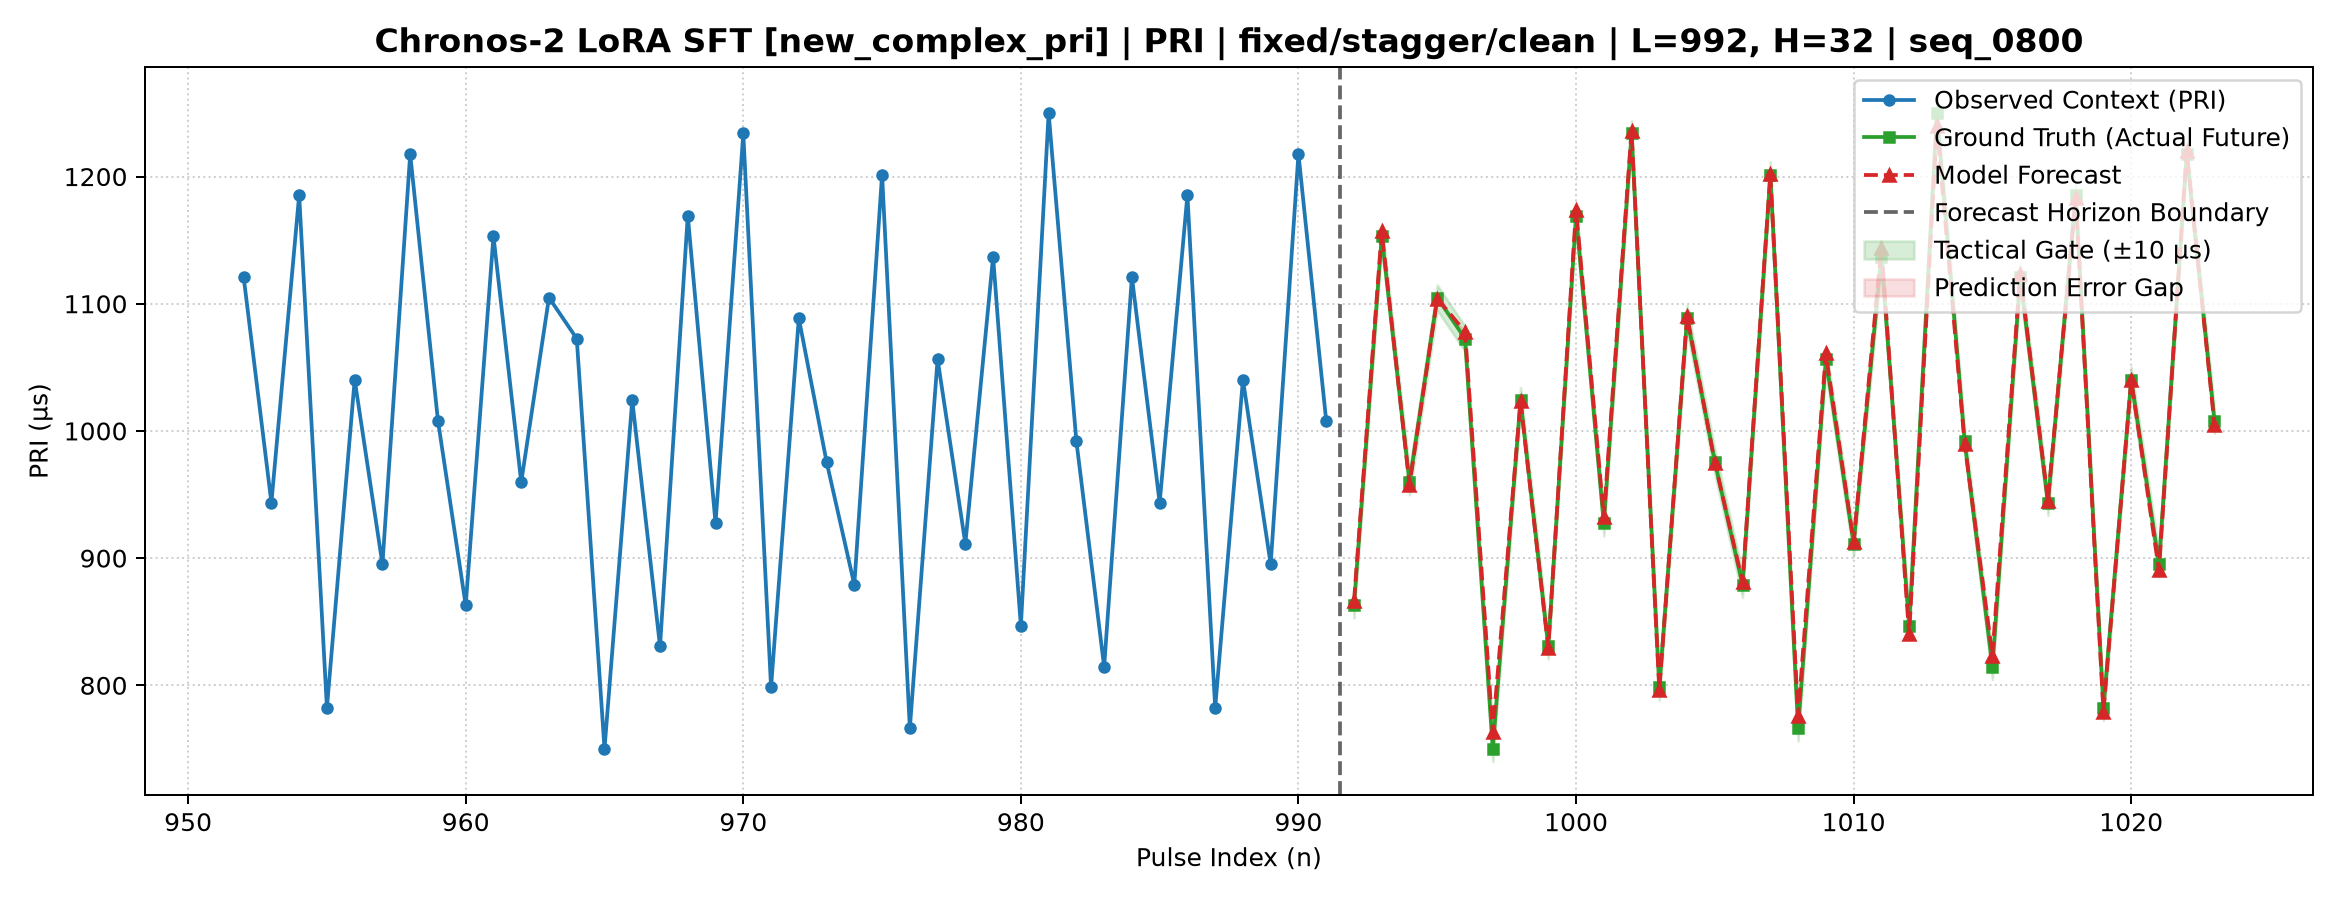 Chronos-2 LoRA SFT [new_complex_pri] | PRI | fixed/stagger/clean | L=992, H=32 | seq_0800
Observed Context (PRI)
Ground Truth (Actual Future)
Model Forecast
Forecast Horizon Boundary
Tactical Gate (±10 μs)
Prediction Error Gap
PRI (μs)
1200
1100
1000
900
800
950 960 970 980 990 1000 1010 1020
Pulse Index (n)